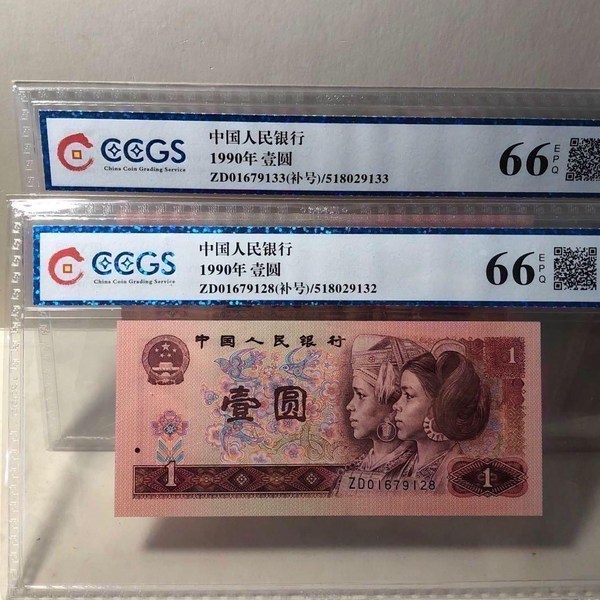 CCGS
China Coin Grading Service
中国人民银行
1990年 壹圆
ZD01679133(补号)/518029133
66 EPQ
CCGS
China Coin Grading Service
中国人民银行
1990年 壹圆
ZD01679128(补号)/518029132
66 EPQ
中国人民银行
1
壹圆
1
ZD01679128
1